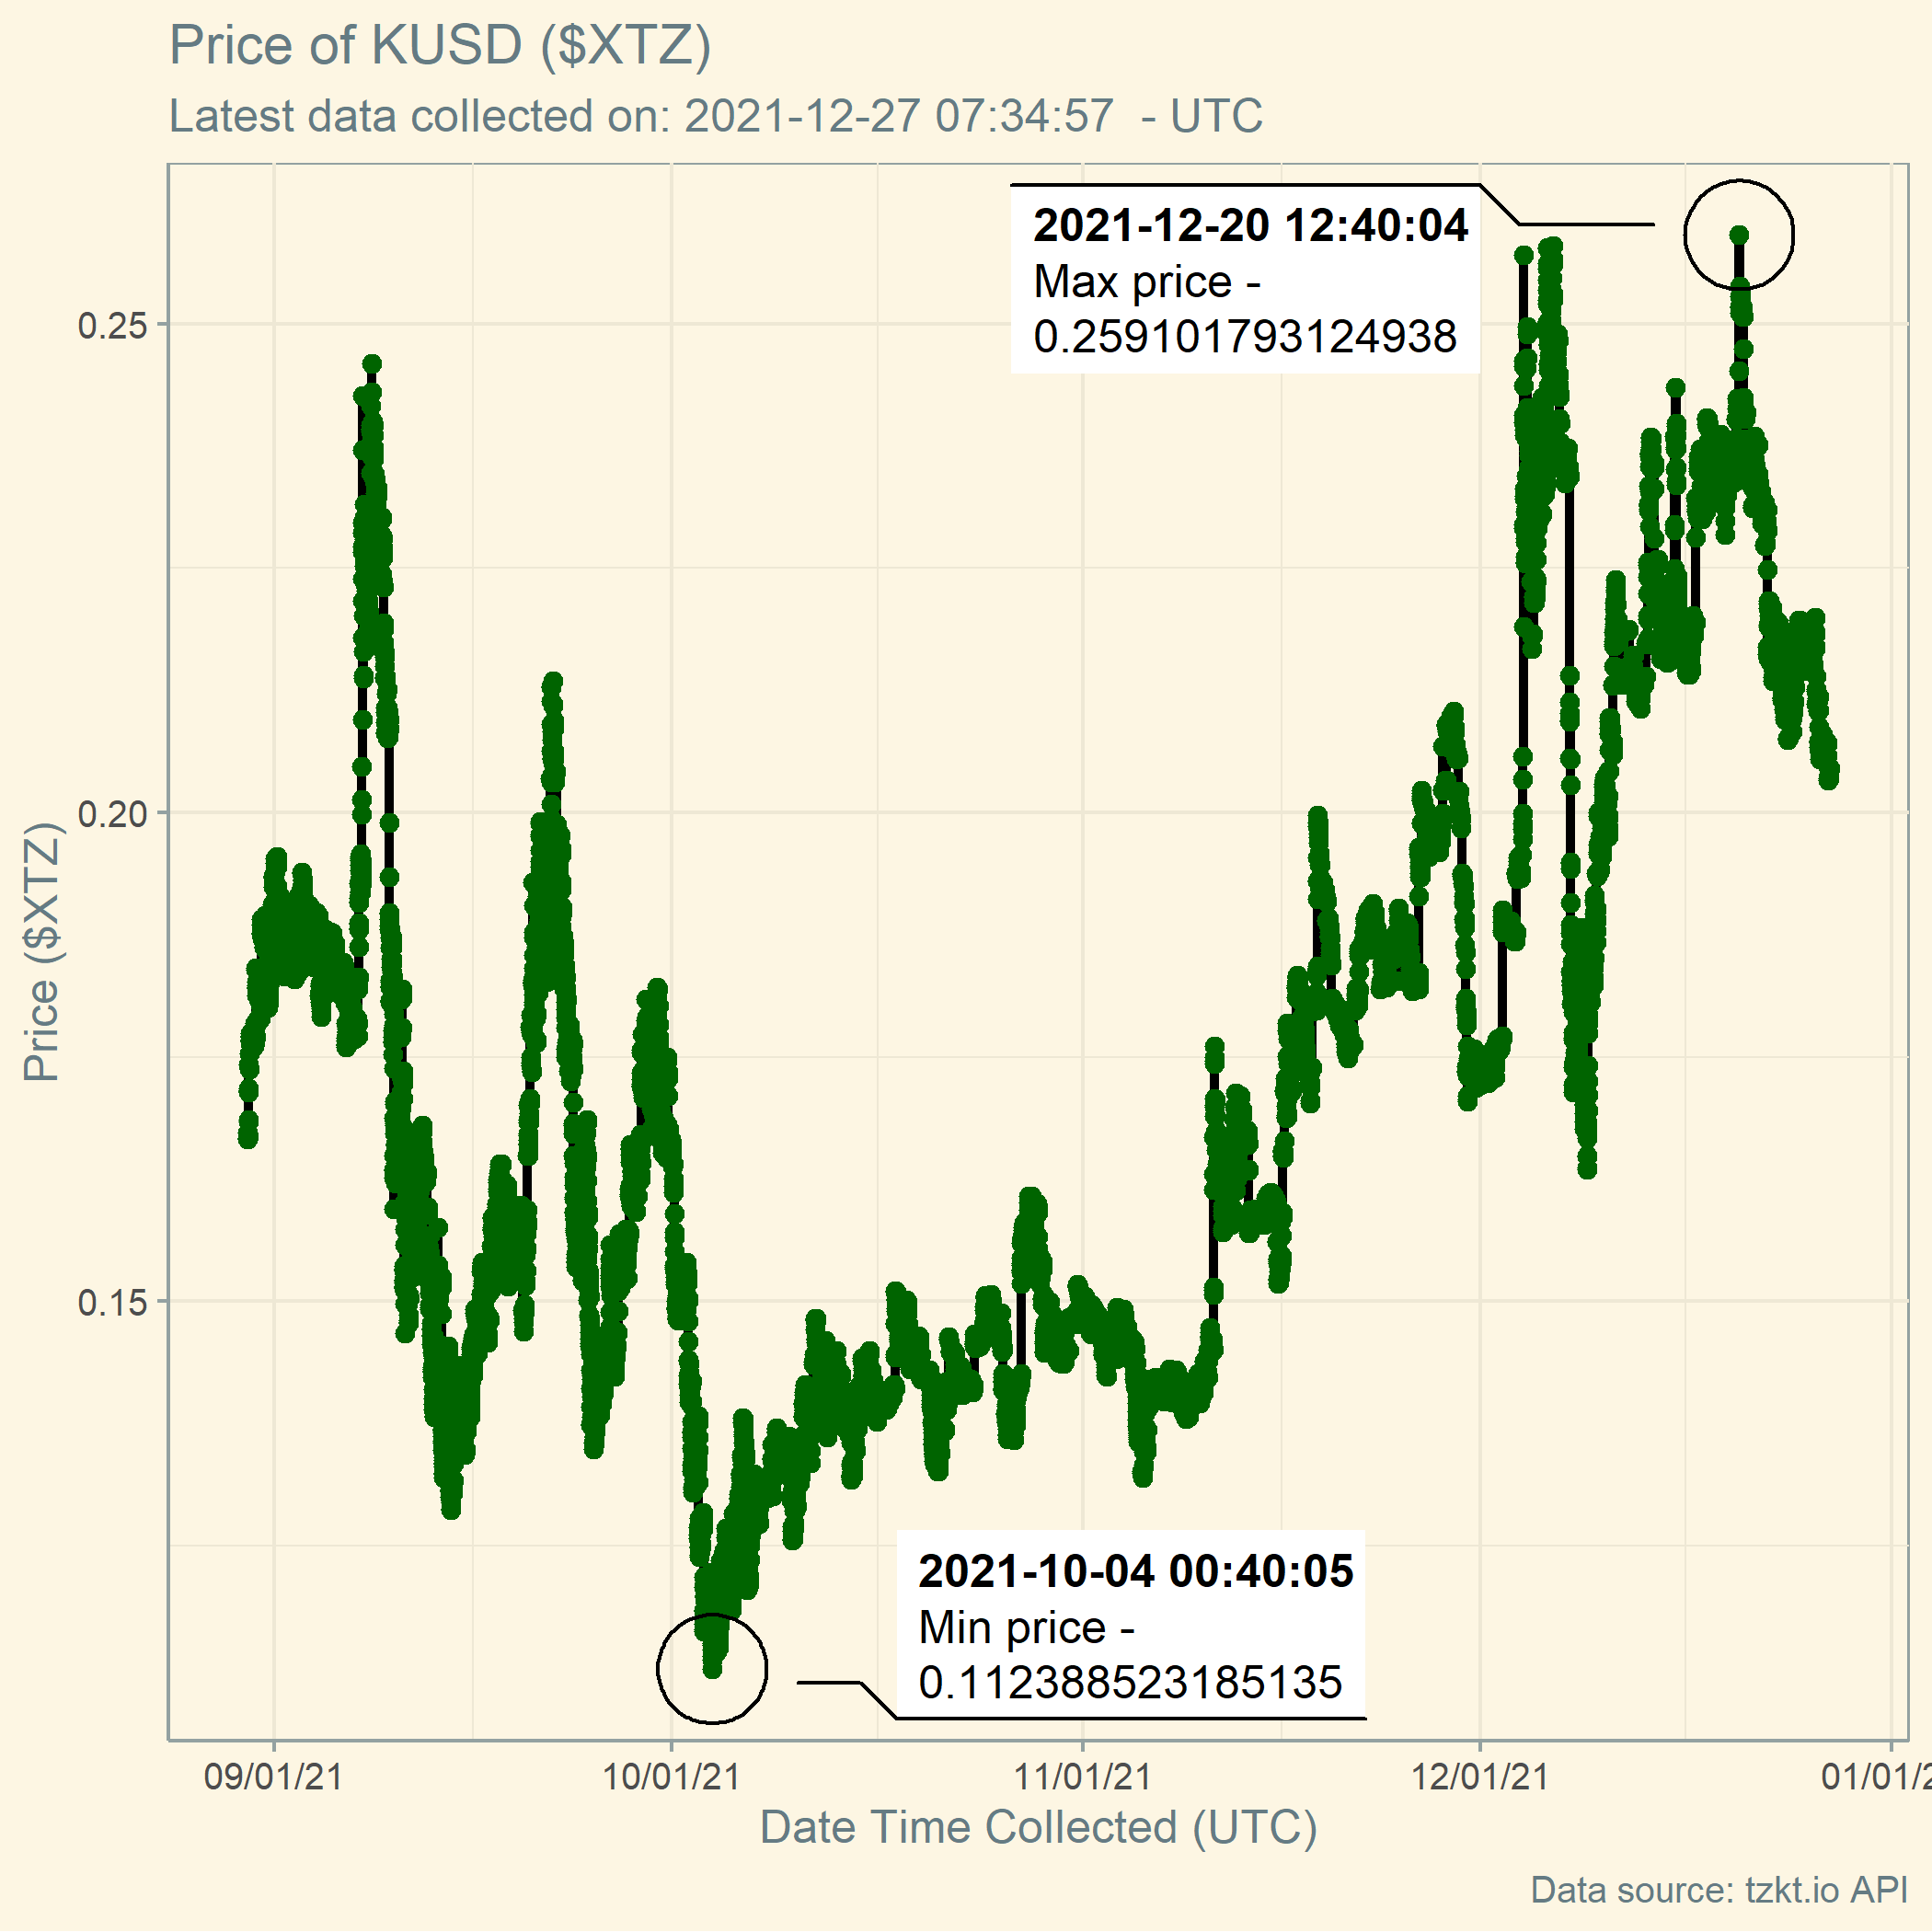 Price of KUSD ($XTZ)
Latest data collected on: 2021-12-27 07:34:57  - UTC
2021-12-20 12:40:04
Max price -
0.259101793124938
0.25
0.20
0.15
Price ($XTZ)
2021-10-04 00:40:05
Min price -
0.112388523185135
09/01/21
10/01/21
11/01/21
12/01/21
01/01/2
Date Time Collected (UTC)
Data source: tzkt.io API